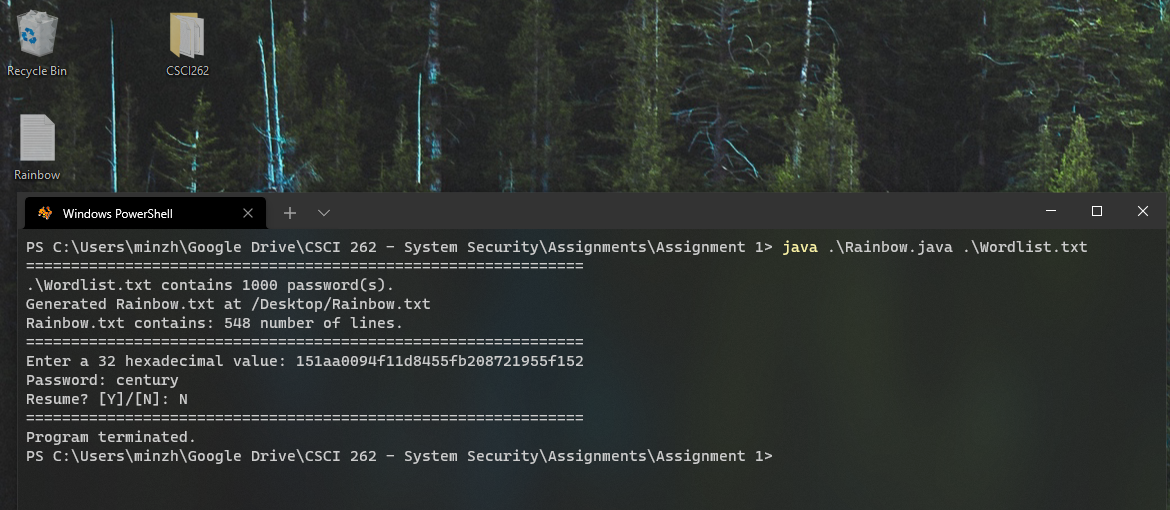 Recycle Bin
CSCI262
Rainbow
Windows PowerShell
PS C:\Users\minzh\Google Drive\CSCI 262 - System Security\Assignments\Assignment 1> java .\Rainbow.java .\Wordlist.txt
==============================================================
.\Wordlist.txt contains 1000 password(s).
Generated Rainbow.txt at /Desktop/Rainbow.txt
Rainbow.txt contains: 548 number of lines.
==============================================================
Enter a 32 hexadecimal value: 151aa0094f11d8455fb208721955f152
Password: century
Resume? [Y]/[N]: N
==============================================================
Program terminated.
PS C:\Users\minzh\Google Drive\CSCI 262 - System Security\Assignments\Assignment 1>